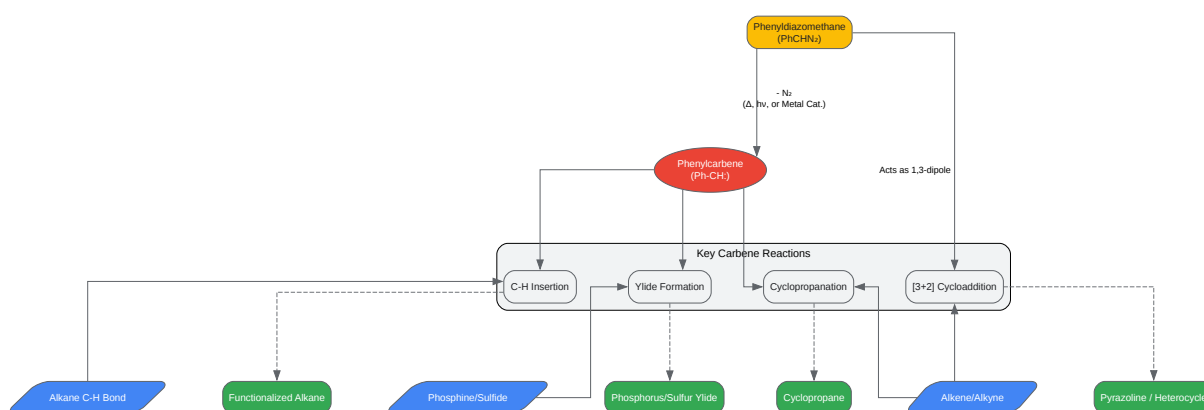 Phenyldiazomethane
(PhCHN₂)
- N₂
(Δ, hν, or Metal Cat.)
Phenylcarbene
(Ph-CH:)
Acts as 1,3-dipole
Key Carbene Reactions
C-H Insertion
Ylide Formation
Cyclopropanation
[3+2] Cycloaddition
Alkane C-H Bond
Functionalized Alkane
Phosphine/Sulfide
Phosphorus/Sulfur Ylide
Cyclopropane
Alkene/Alkyne
Pyrazoline / Heterocycl